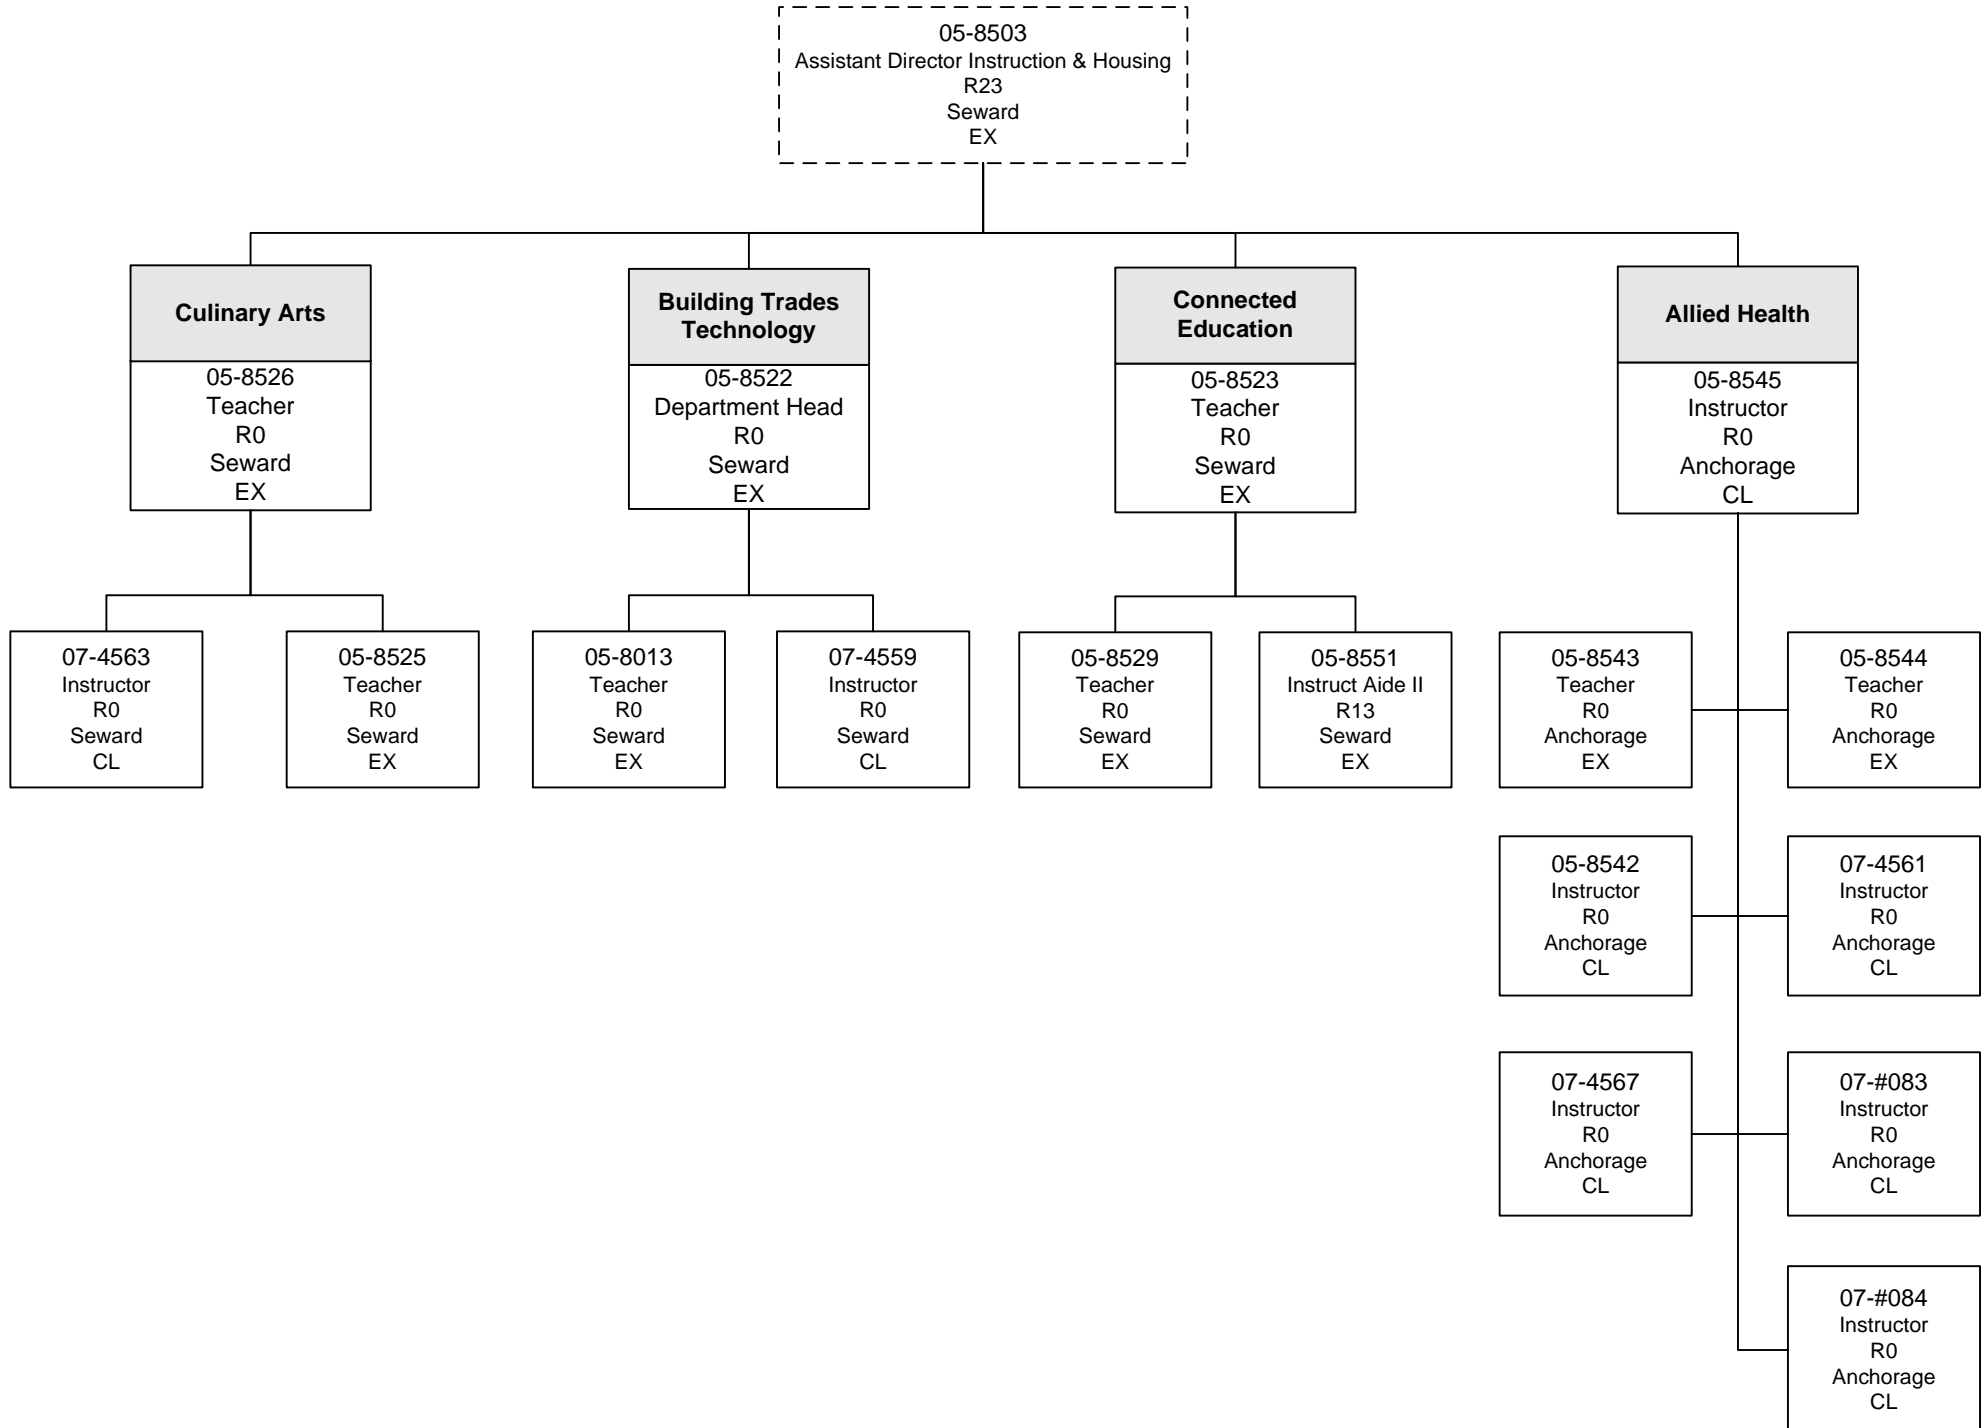 05-8503
Assistant Director Instruction & Housing
R23
Seward
EX
Culinary Arts
05-8526
Teacher
R0
Seward
EX
Building Trades
Technology
05-8522
Department Head
R0
Seward
EX
Connected
Education
05-8523
Teacher
R0
Seward
EX
Allied Health
05-8545
Instructor
R0
Anchorage
CL
07-4563
Instructor
R0
Seward
CL
05-8525
Teacher
R0
Seward
EX
05-8013
Teacher
R0
Seward
EX
07-4559
Instructor
R0
Seward
CL
05-8529
Teacher
R0
Seward
EX
05-8551
Instruct Aide II
R13
Seward
EX
05-8543
Teacher
R0
Anchorage
EX
05-8544
Teacher
R0
Anchorage
EX
05-8542
Instructor
R0
Anchorage
CL
07-4561
Instructor
R0
Anchorage
CL
07-4567
Instructor
R0
Anchorage
CL
07-#083
Instructor
R0
Anchorage
CL
07-#084
Instructor
R0
Anchorage
CL